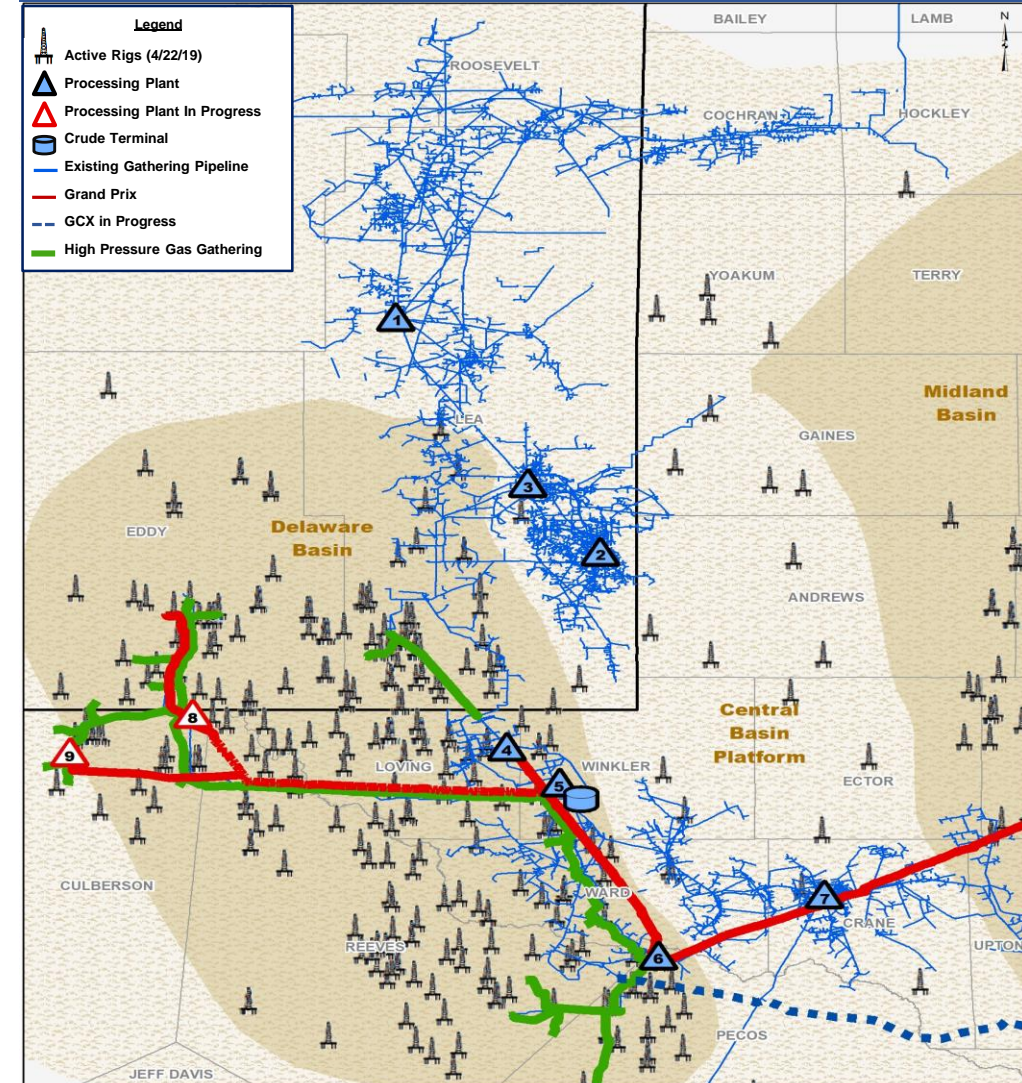 Legend
Active Rigs (4/22/19)
Processing Plant
Processing Plant In Progress
Crude Terminal
Existing Gathering Pipeline
Grand Prix
GCX in Progress
High Pressure Gas Gathering
N
BAILEY
LAMB
ROOSEVELT
COCHRAN
HOCKLEY
YOAKUM
TERRY
1
Midland
Basin
LEA
GAINES
3
EDDY
Delaware
Basin
2
ANDREWS
Central
Basin
Platform
8
9
4
LOVING
5
WINKLER
ECTOR
CULBERSON
WARD
7
CRANE
REEVES
UPTON
6
PECOS
JEFF DAVIS